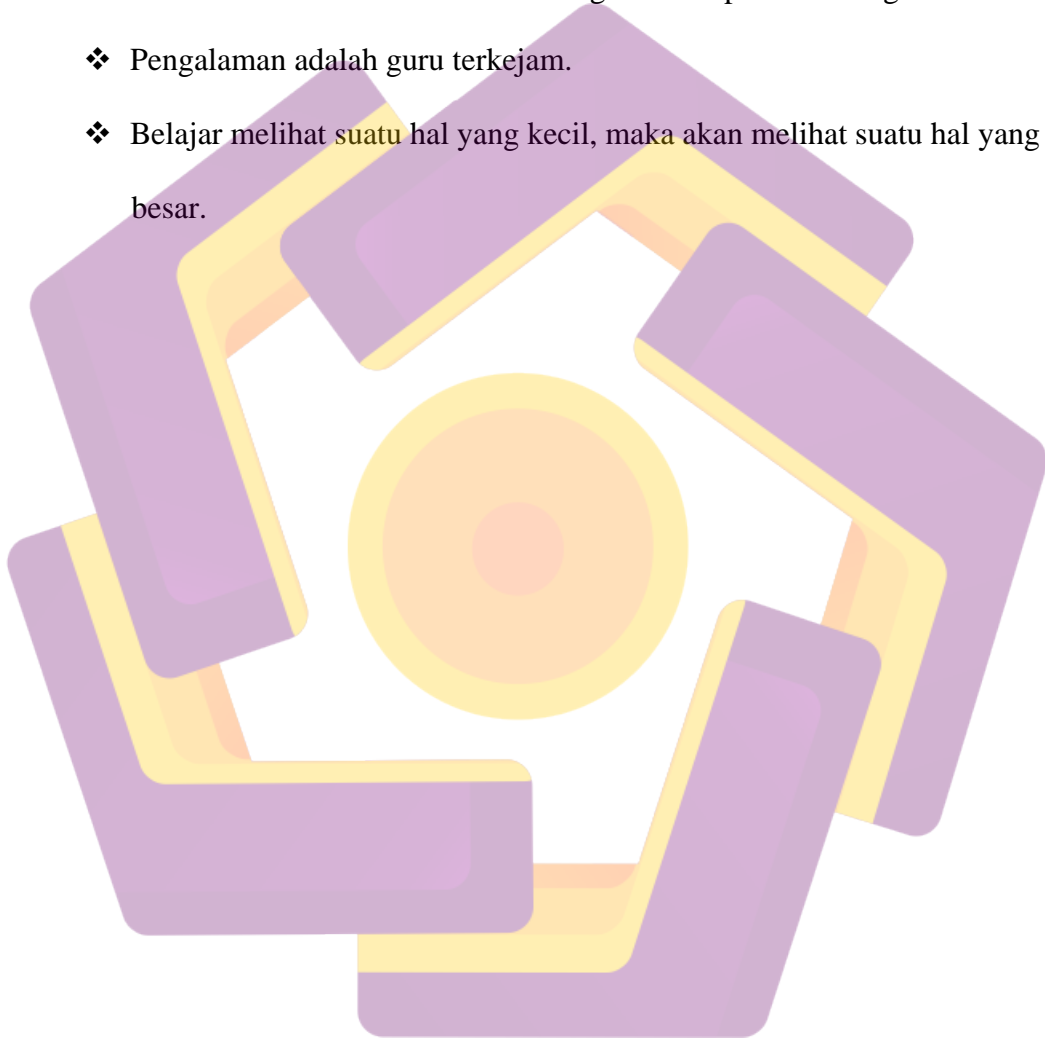 ❖ Pengalaman adalah guru terkejam.
❖ Belajar melihat suatu hal yang kecil, maka akan melihat suatu hal yang
besar.